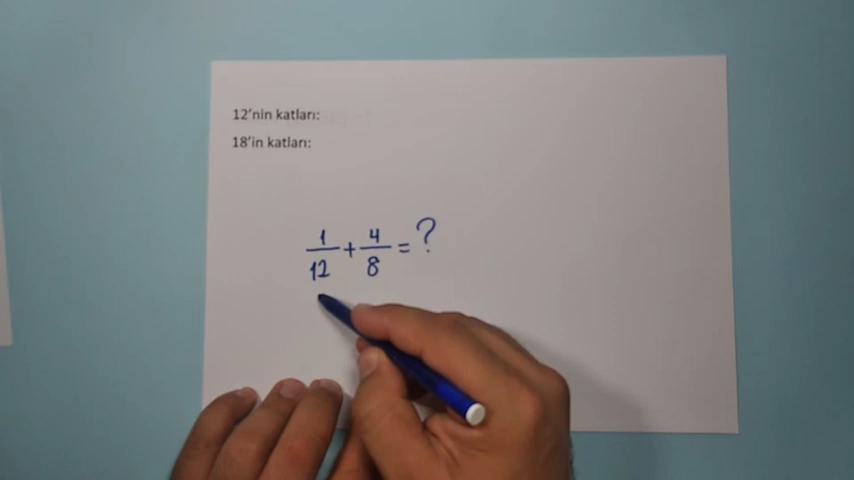 12'nin katları:
18'in katları:
1/12 + 4/8 = ?